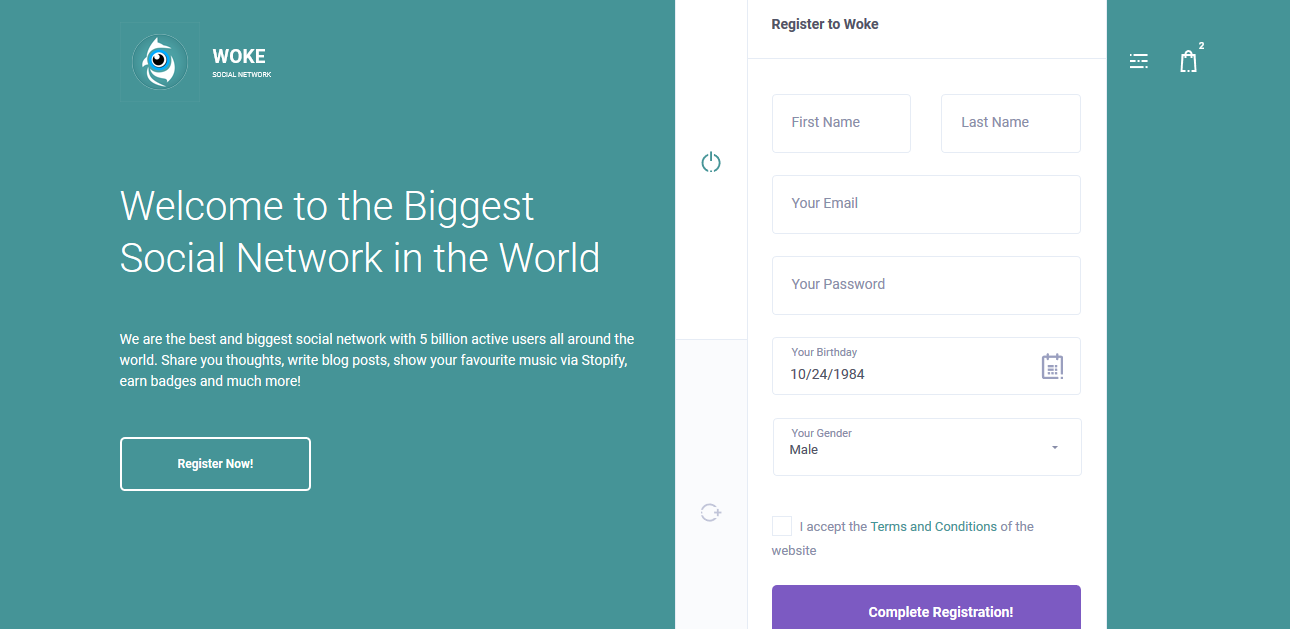 WOKE
SOCIAL NETWORK
Welcome to the Biggest
Social Network in the World
We are the best and biggest social network with 5 billion active users all around the
world. Share you thoughts, write blog posts, show your favourite music via Stopify,
earn badges and much more!
Register Now!
Register to Woke
First Name
Last Name
Your Email
Your Password
Your Birthday
10/24/1984
Your Gender
Male
I accept the Terms and Conditions of the
website
Complete Registration!
2